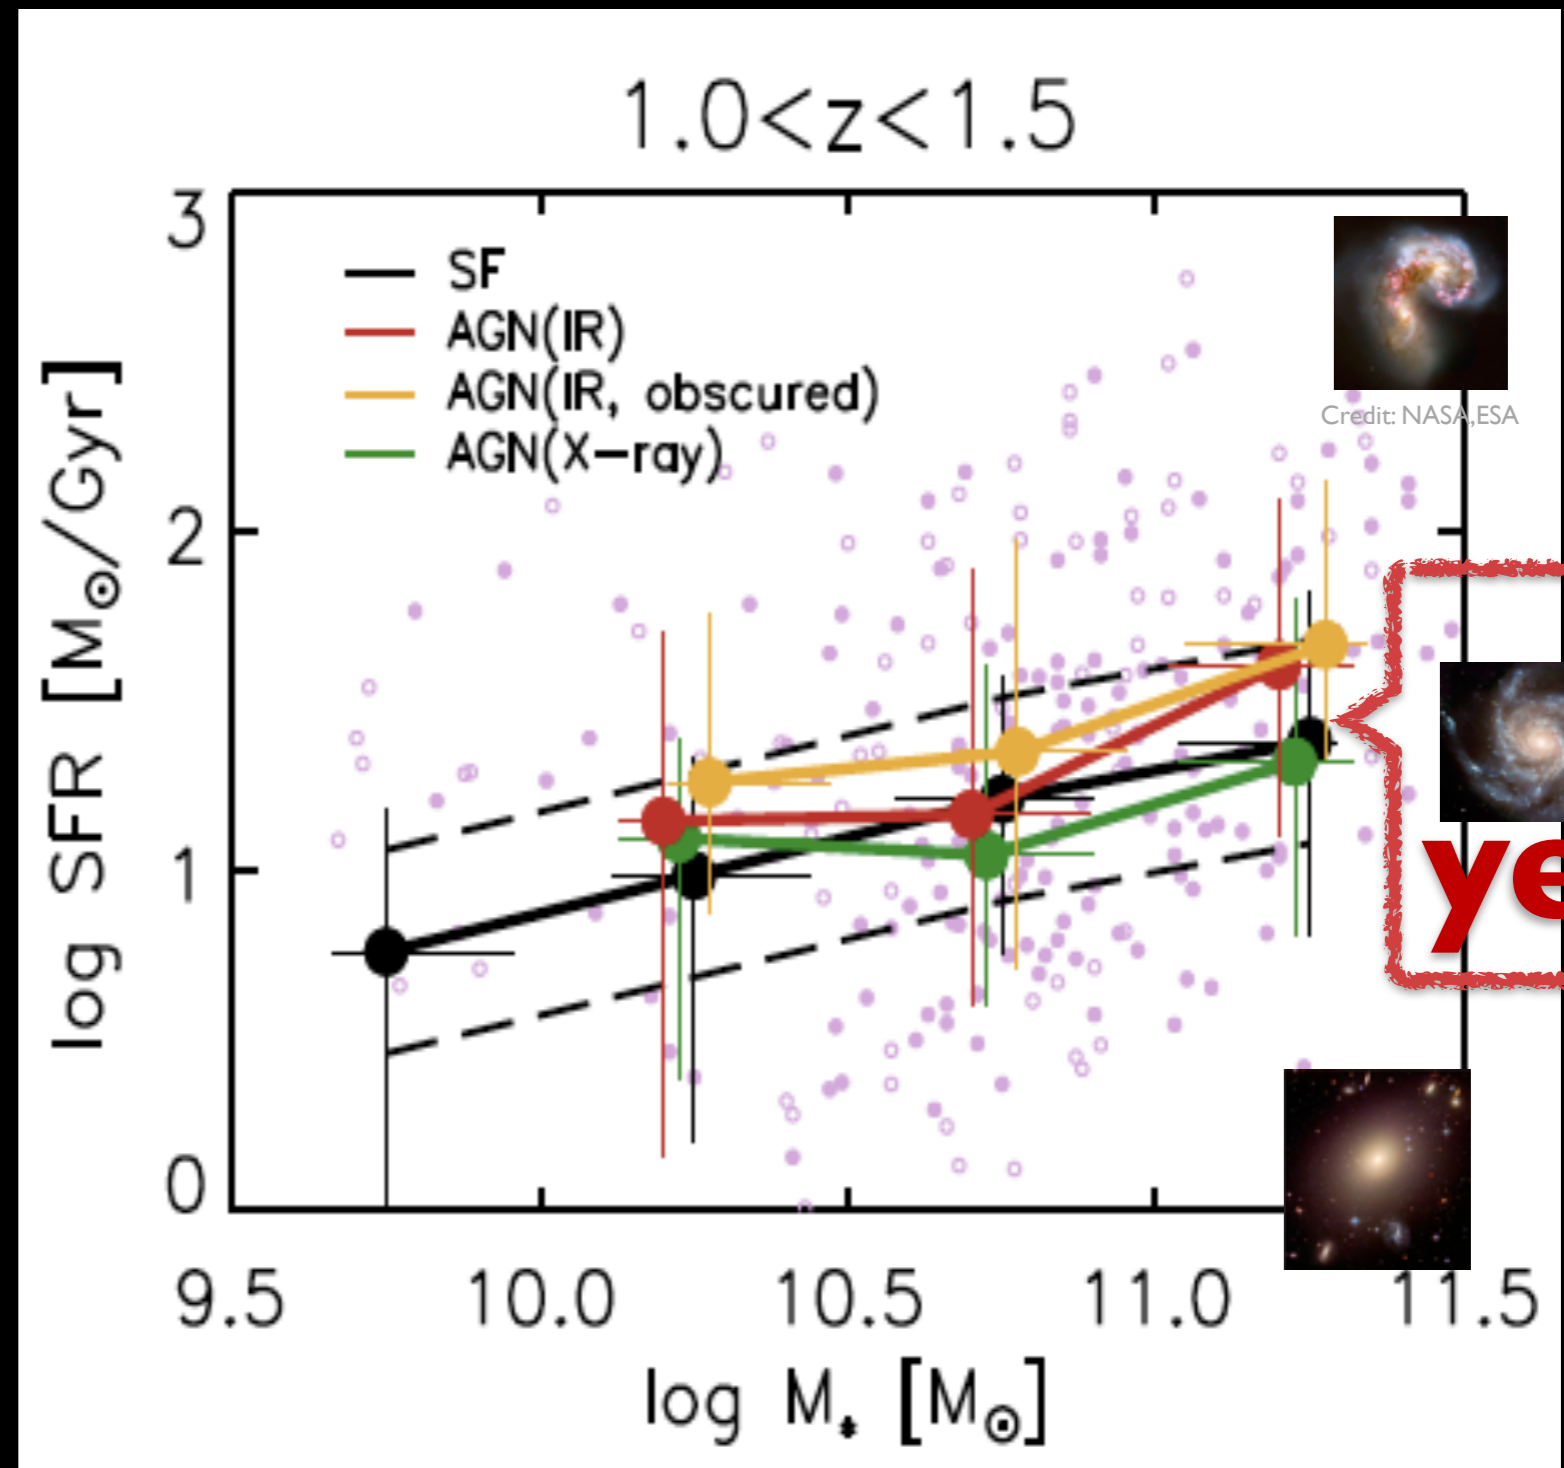 1.0<z<1.5
3
SF
AGN(IR)
AGN(IR, obscured)
AGN(X-ray)
Credit: NASA,ESA
2
1
0
ye
log SFR [M⊙/Gyr]
9.5 10.0 10.5 11.0 11.5
log M* [M⊙]